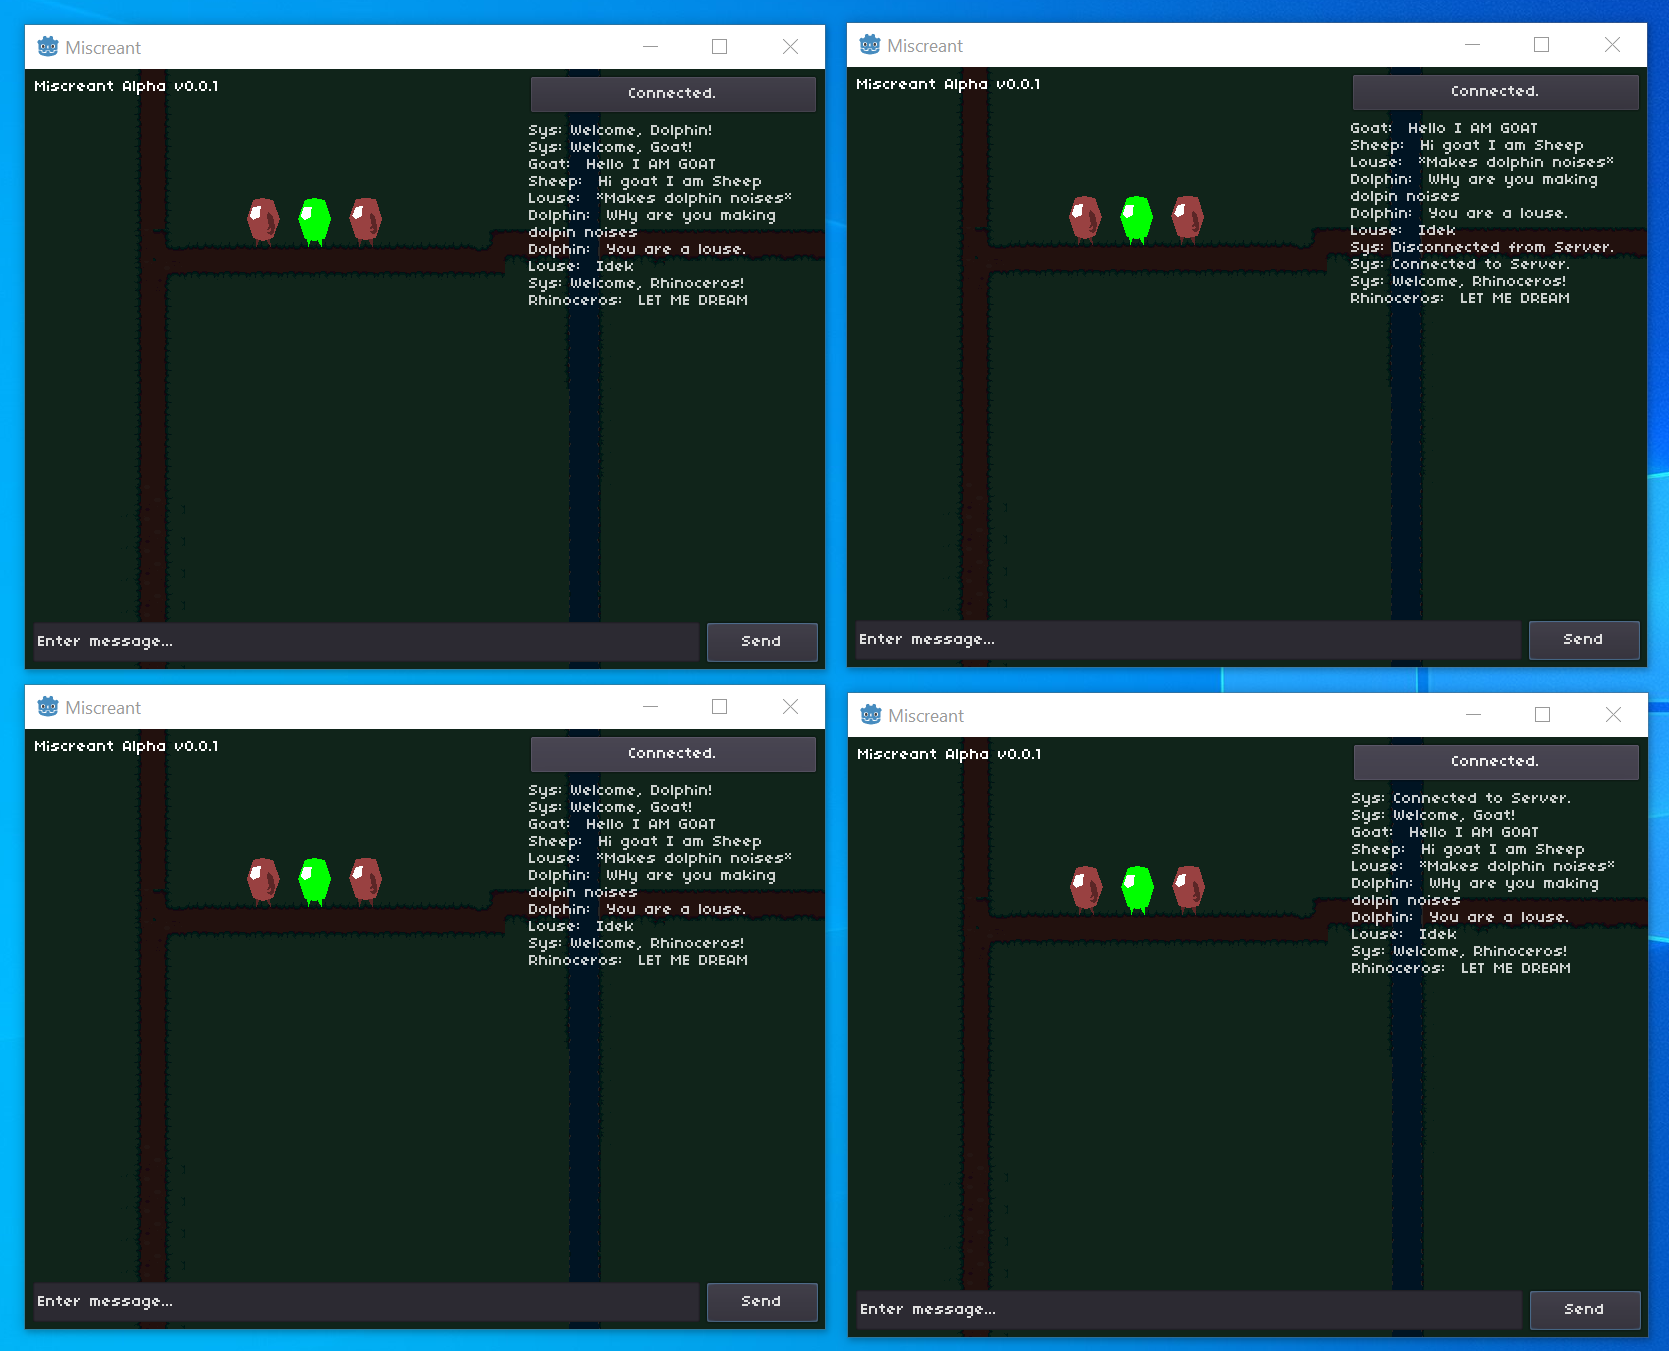 Miscreant
Miscreant Alpha v0.0.1
Connected.
Sys: Welcome, Dolphin!
Sys: Welcome, Goat!
Goat: Hello I AM GOAT
Sheep: Hi goat I am Sheep
Louse: *Makes dolphin noises*
Dolphin: WHy are you making
dolpin noises
Dolphin: You are a louse.
Louse: Idek
Sys: Welcome, Rhinoceros!
Rhinoceros: LET ME DREAM
Enter message...
Send
Miscreant
Miscreant Alpha v0.0.1
Connected.
Goat: Hello I AM GOAT
Sheep: Hi goat I am Sheep
Louse: *Makes dolphin noises*
Dolphin: WHy are you making
dolpin noises
Dolphin: You are a louse.
Louse: Idek
Sys: Disconnected from Server.
Sys: Connected to Server.
Sys: Welcome, Rhinoceros!
Rhinoceros: LET ME DREAM
Enter message...
Send
Miscreant
Miscreant Alpha v0.0.1
Connected.
Sys: Welcome, Dolphin!
Sys: Welcome, Goat!
Goat: Hello I AM GOAT
Sheep: Hi goat I am Sheep
Louse: *Makes dolphin noises*
Dolphin: WHy are you making
dolpin noises
Dolphin: You are a louse.
Louse: Idek
Sys: Welcome, Rhinoceros!
Rhinoceros: LET ME DREAM
Enter message...
Send
Miscreant
Miscreant Alpha v0.0.1
Connected.
Sys: Connected to Server.
Sys: Welcome, Goat!
Goat: Hello I AM GOAT
Sheep: Hi goat I am Sheep
Louse: *Makes dolphin noises*
Dolphin: WHy are you making
dolpin noises
Dolphin: You are a louse.
Louse: Idek
Sys: Welcome, Rhinoceros!
Rhinoceros: LET ME DREAM
Enter message...
Send